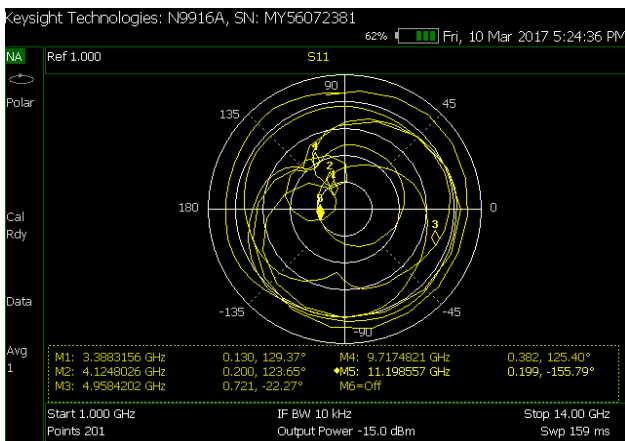 Keysight Technologies: N9916A, SN: MY56072381
62% Fri, 10 Mar 2017 5:24:36 PM
NA Ref 1.000 S11
Polar
90
135 45
4
2
1
5
3
180 0
Cal
Rdy
-135 -45
-90
Data
Avg
1
M1: 3.3883156 GHz 0.130, 129.37° M4: 9.7174821 GHz 0.382, 125.40°
M2: 4.1248026 GHz 0.200, 123.65° ◆M5: 11.198557 GHz 0.199, -155.79°
M3: 4.9584202 GHz 0.721, -22.27° M6=Off
Start 1.000 GHz IF BW 10 kHz Stop 14.00 GHz
Points 201 Output Power -15.0 dBm Swp 159 ms